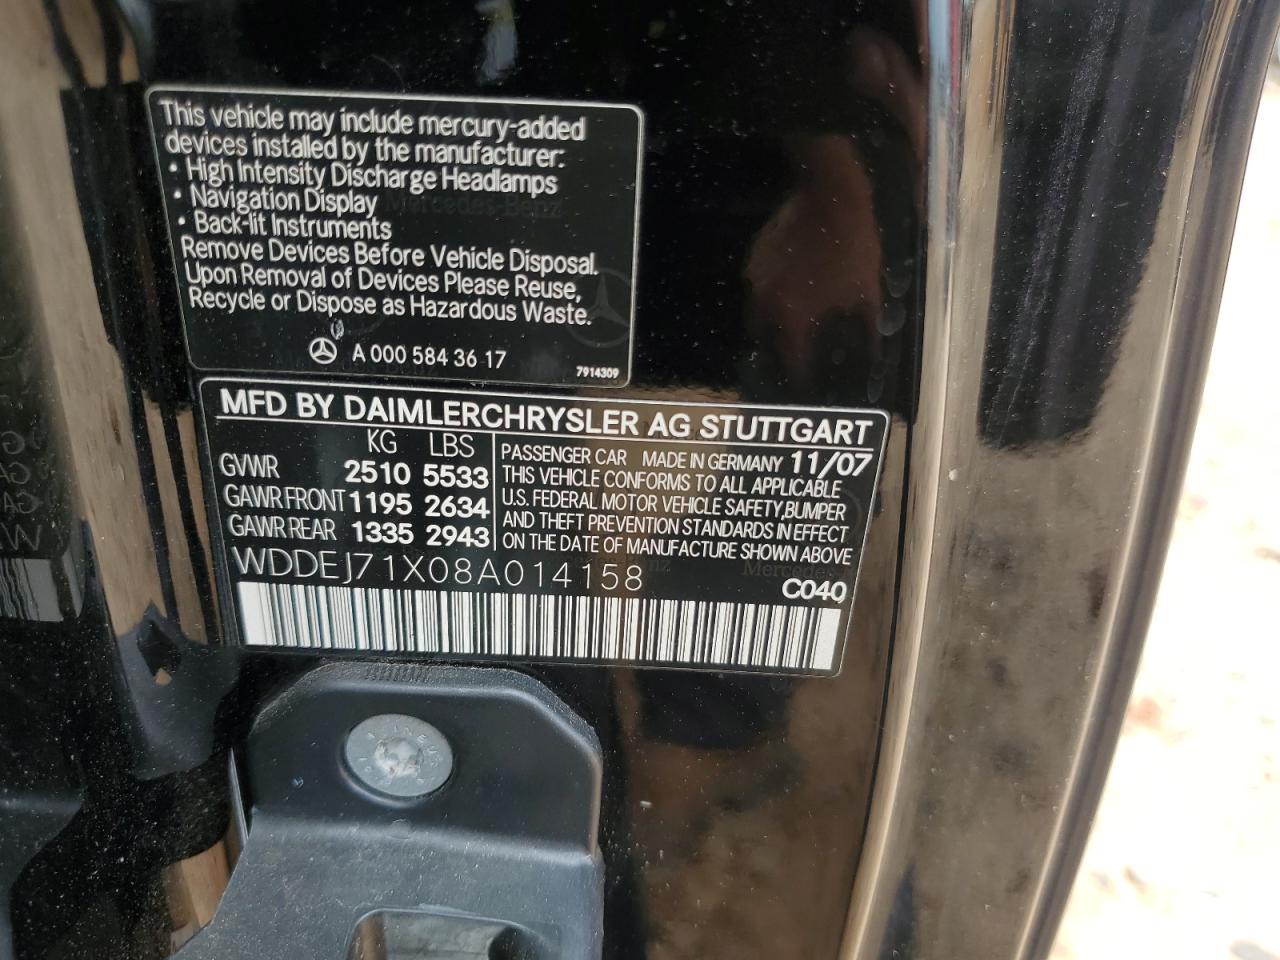 This vehicle may include mercury-added
devices installed by the manufacturer:
• High Intensity Discharge Headlamps
• Navigation Display
• Back-lit Instruments
Remove Devices Before Vehicle Disposal.
Upon Removal of Devices Please Reuse,
Recycle or Dispose as Hazardous Waste.
A 000 584 36 17
7914309
MFD BY DAIMLERCHRYSLER AG STUTTGART
KG LBS
GVWR 2510 5533
GAWR FRONT 1195 2634
GAWR REAR 1335 2943
PASSENGER CAR MADE IN GERMANY 11/07
THIS VEHICLE CONFORMS TO ALL APPLICABLE
U.S. FEDERAL MOTOR VEHICLE SAFETY,BUMPER
AND THEFT PREVENTION STANDARDS IN EFFECT
ON THE DATE OF MANUFACTURE SHOWN ABOVE
WDDEJ71X08A014158
C040